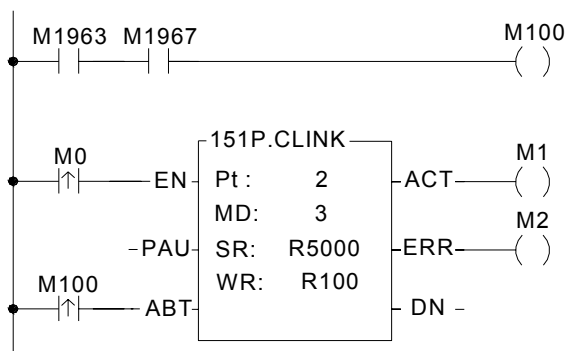 M1963 M1967 M100
151P.CLINK
M0 M1
EN Pt : 2 ACT
MD: 3 M2
PAU SR: R5000 ERR
M100 WR: R100
ABT DN